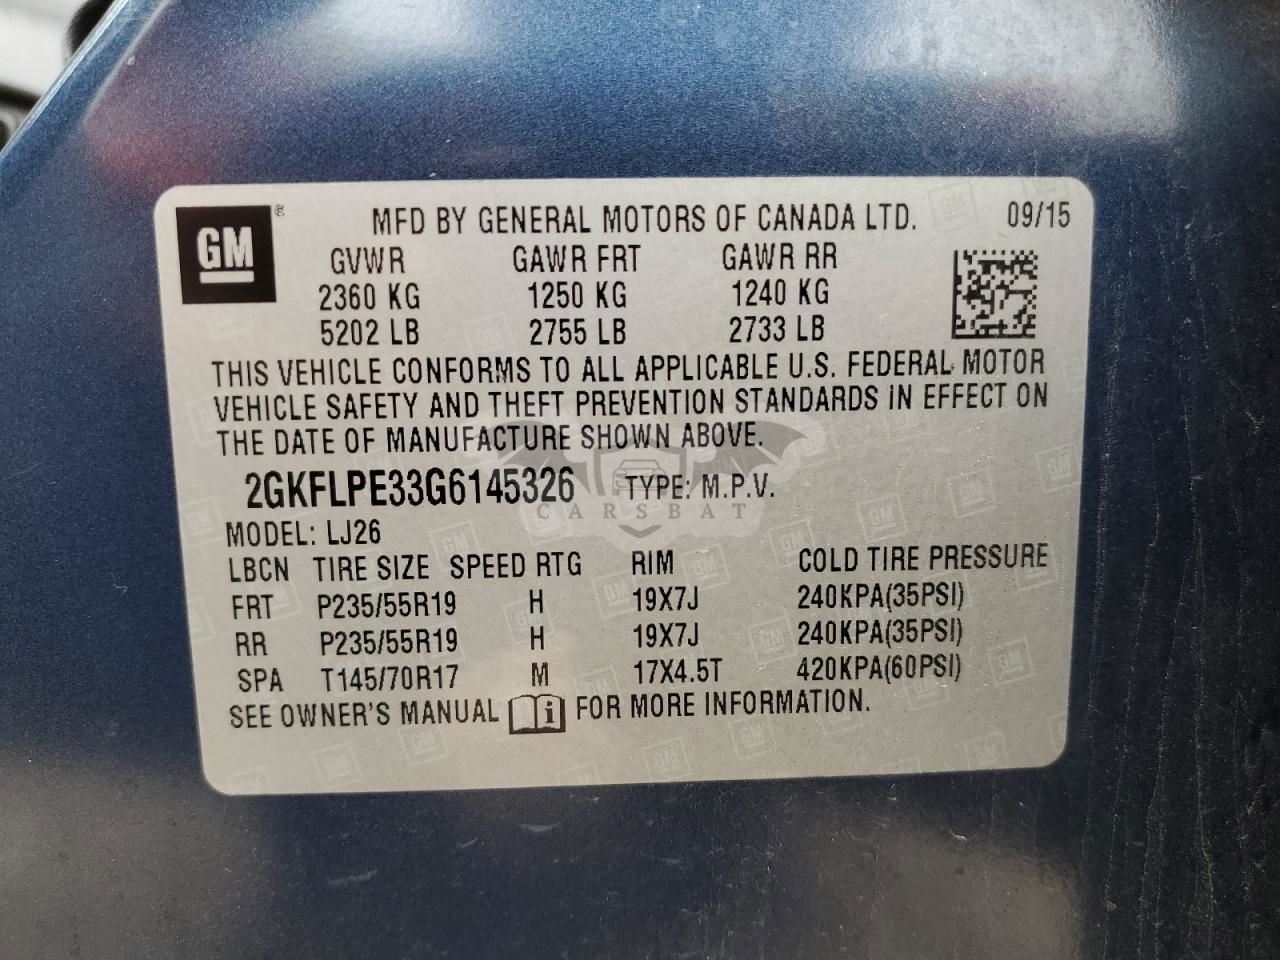 GM® MFD BY GENERAL MOTORS OF CANADA LTD. 09/15
GVWR GAWR FRT GAWR RR
2360 KG 1250 KG 1240 KG
5202 LB 2755 LB 2733 LB
THIS VEHICLE CONFORMS TO ALL APPLICABLE U.S. FEDERAL MOTOR
VEHICLE SAFETY AND THEFT PREVENTION STANDARDS IN EFFECT ON
THE DATE OF MANUFACTURE SHOWN ABOVE.
2GKFLPE33G6145326 TYPE: M.P.V.
CARSBAT
MODEL: LJ26
LBCN TIRE SIZE SPEED RTG RIM COLD TIRE PRESSURE
FRT P235/55R19 H 19X7J 240KPA(35PSI)
RR P235/55R19 H 19X7J 240KPA(35PSI)
SPA T145/70R17 M 17X4.5T 420KPA(60PSI)
SEE OWNER'S MANUAL i FOR MORE INFORMATION.